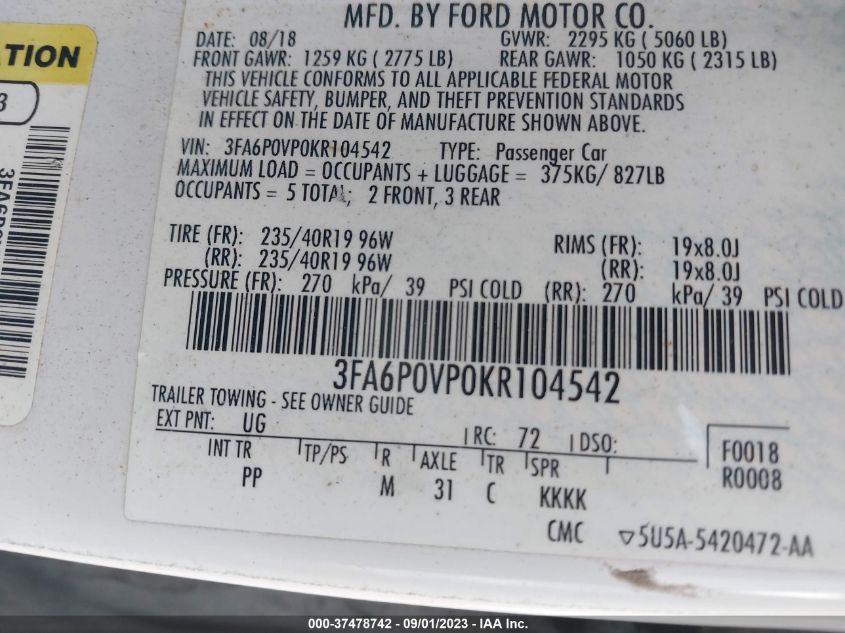 ATION
3
3FA6P0V
MFD. BY FORD MOTOR CO.
DATE: 08/18 GVWR: 2295 KG ( 5060 LB)
FRONT GAWR: 1259 KG ( 2775 LB) REAR GAWR: 1050 KG ( 2315 LB)
THIS VEHICLE CONFORMS TO ALL APPLICABLE FEDERAL MOTOR
VEHICLE SAFETY, BUMPER, AND THEFT PREVENTION STANDARDS
IN EFFECT ON THE DATE OF MANUFACTURE SHOWN ABOVE.
VIN: 3FA6P0VP0KR104542 TYPE: Passenger Car
MAXIMUM LOAD = OCCUPANTS + LUGGAGE = 375KG/ 827LB
OCCUPANTS = 5 TOTAL; 2 FRONT, 3 REAR
TIRE (FR): 235/40R19 96W RIMS (FR): 19x8.0J
(RR): 235/40R19 96W (RR): 19x8.0J
PRESSURE (FR): 270 kPa/ 39 PSI COLD (RR): 270 kPa/ 39 PSI COLD
3FA6P0VP0KR104542
TRAILER TOWING - SEE OWNER GUIDE
EXT PNT: UG RC: 72 DSO: F0018
INT TR TP/PS R AXLE TR SPR R0008
PP M 31 C KKKK
CMC ▽5U5A-5420472-AA
000-37478742 - 09/01/2023 - IAAI Inc.